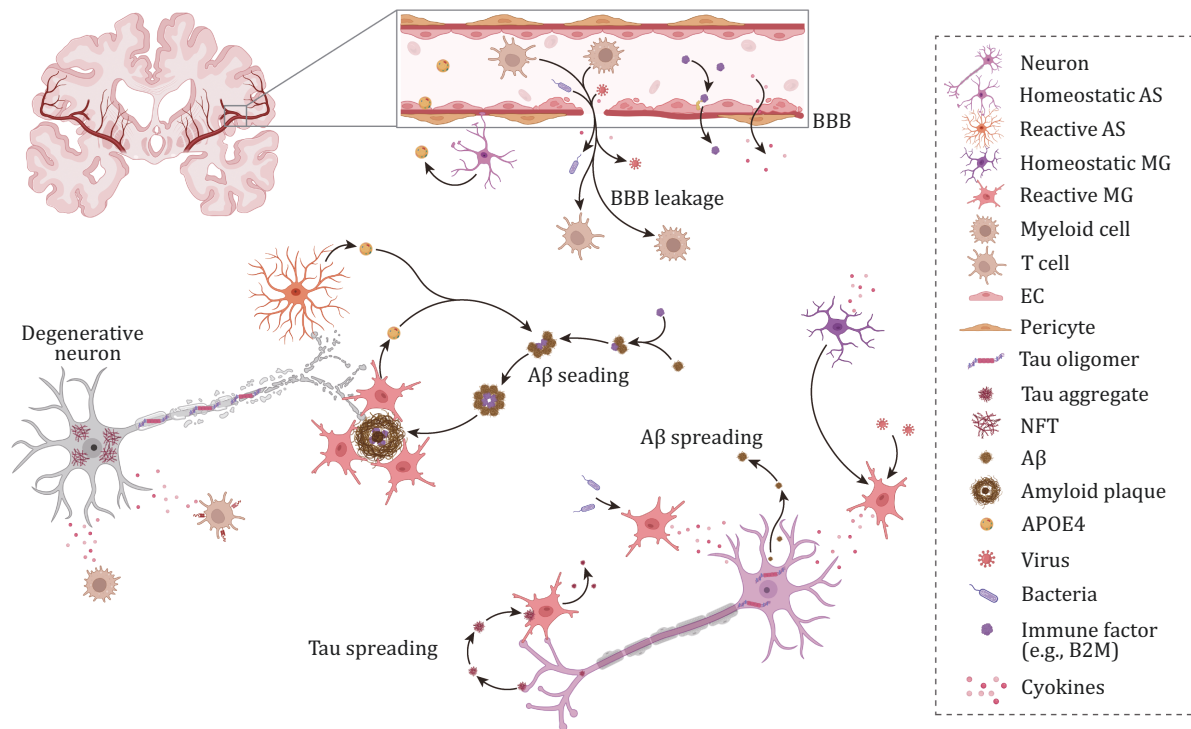 BBB
BBB leakage
Degenerative
neuron
Aβ seading
Aβ spreading
Tau spreading
Neuron
Homeostatic AS
Reactive AS
Homeostatic MG
Reactive MG
Myeloid cell
T cell
EC
Pericyte
Tau oligomer
Tau aggregate
NFT
Aβ
Amyloid plaque
APOE4
Virus
Bacteria
Immune factor
(e.g., B2M)
Cyokines